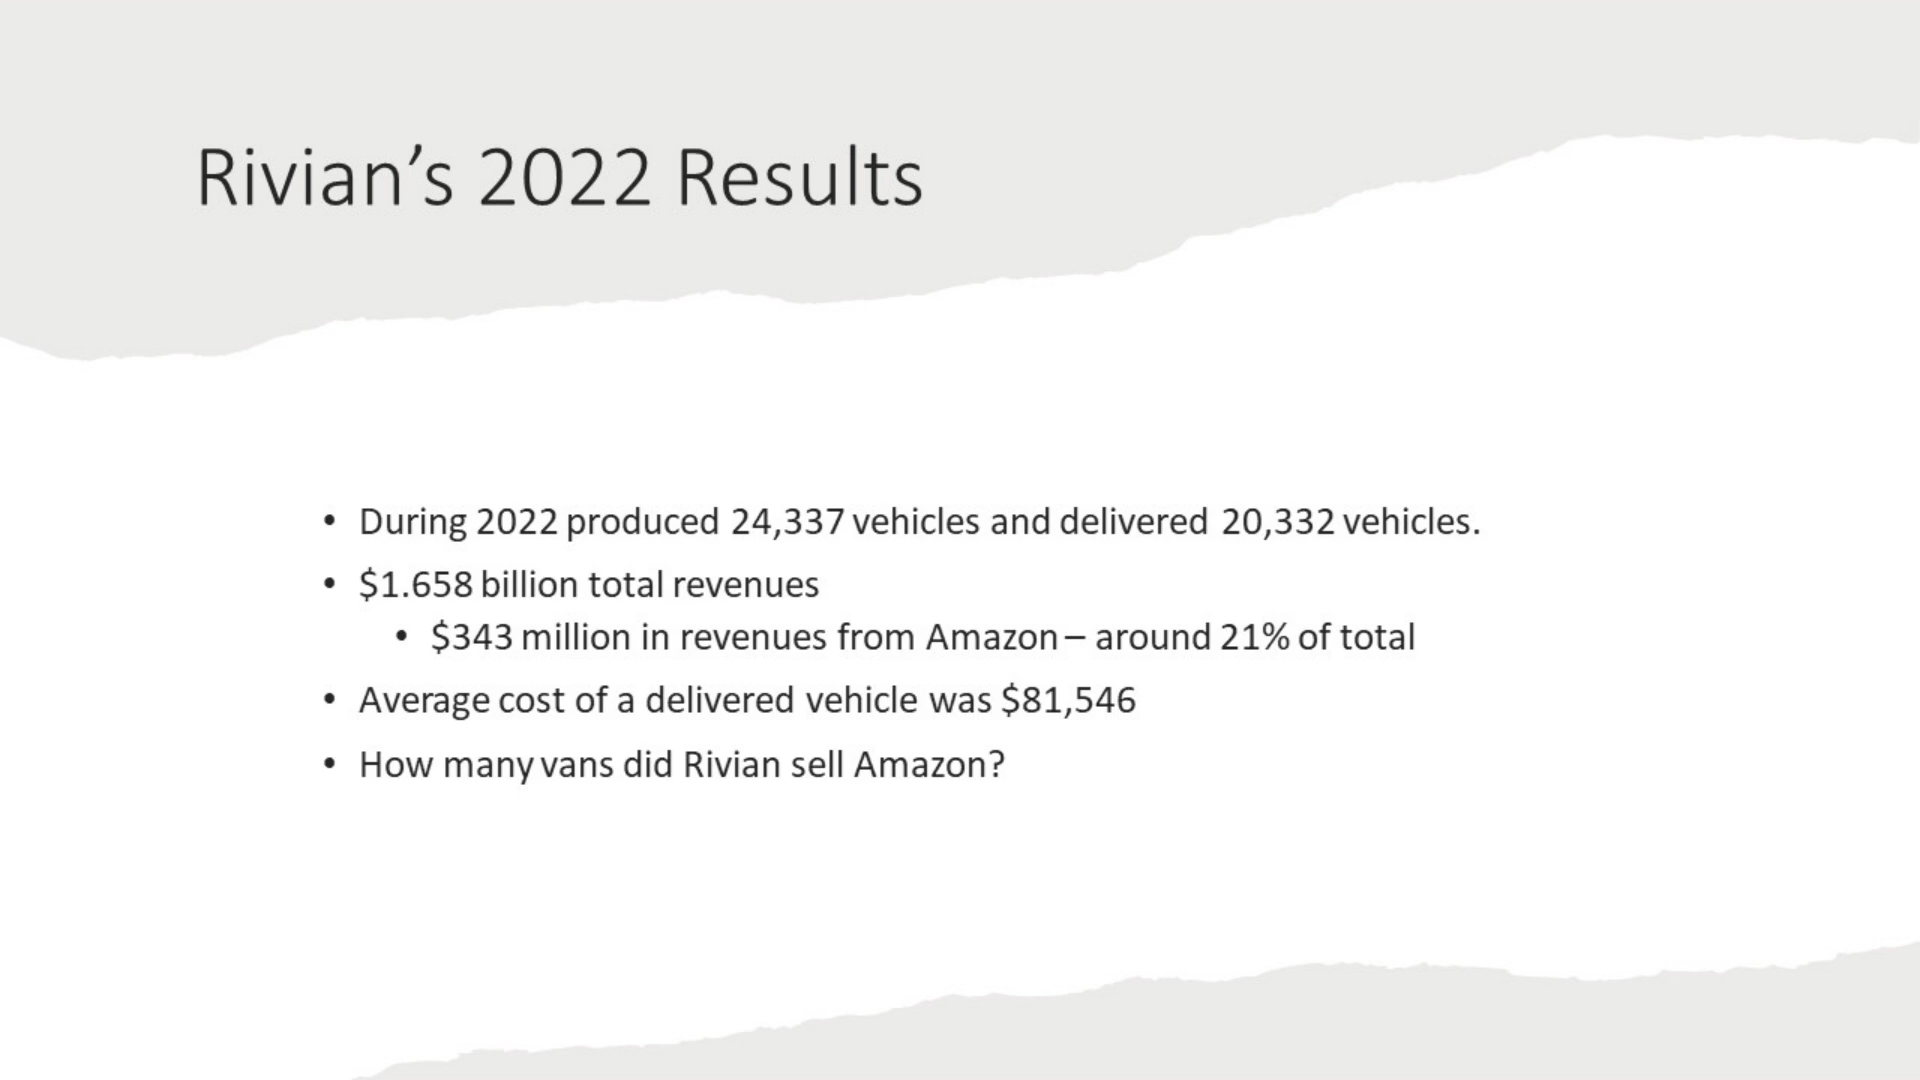 Rivian’s 2022 Results
• During 2022 produced 24,337 vehicles and delivered 20,332 vehicles.
• $1.658 billion total revenues
• $343 million in revenues from Amazon – around 21% of total
• Average cost of a delivered vehicle was $81,546
• How many vans did Rivian sell Amazon?